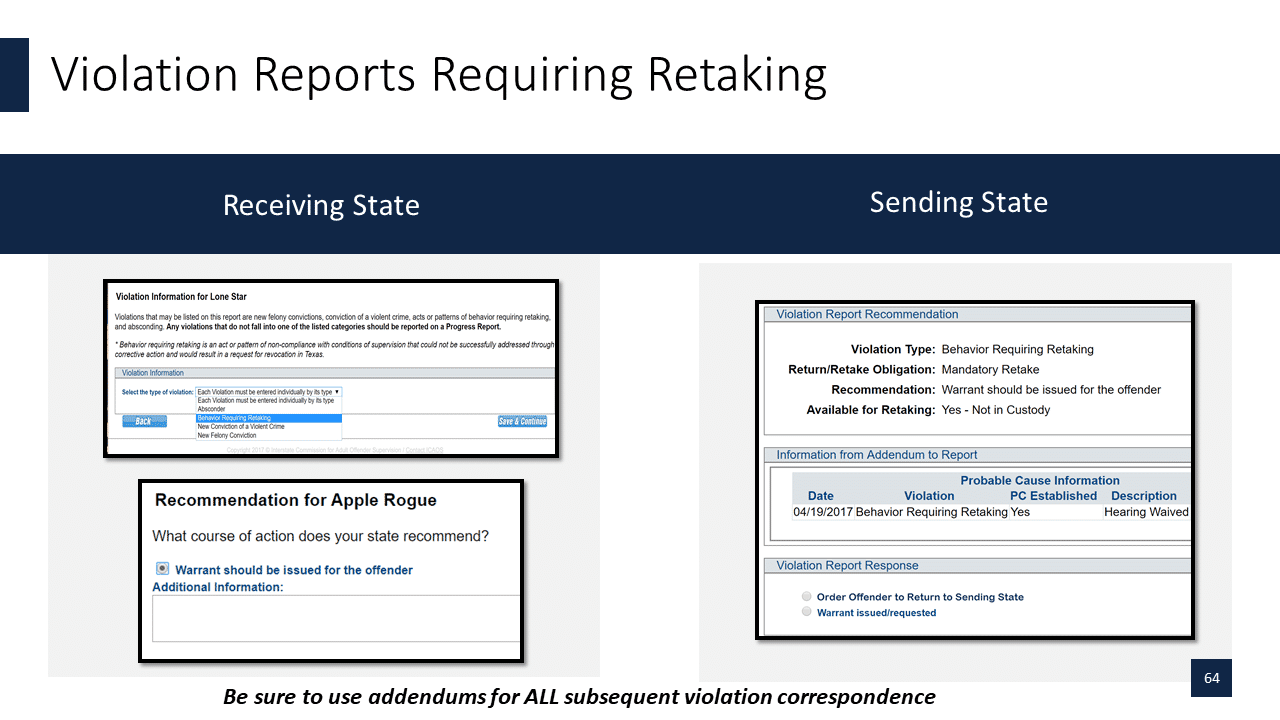 Violation Reports Requiring Retaking
Receiving State
Sending State
Violation Information for Lone Star
Violations that may be listed on this report are new felony convictions, conviction of a violent crime, acts or patterns of behavior requiring retaking,
and absconding. Any violations that do not fall into one of the listed categories should be reported on a Progress Report.
* Behavior requiring retaking is an act or pattern of non-compliance with conditions of supervision that could not be successfully addressed through
corrective action and would result in a request for revocation in Texas.
Violation Information
Select the type of violation: Each Violation must be entered individually by its type
Each Violation must be entered individually by its type
Absconder
Behavior Requiring Retaking
New Conviction of a Violent Crime
New Felony Conviction
Back
Save & Continue
Copyright 2017 © Interstate Commission for Adult Offender Supervision / Contact ICAOS
Recommendation for Apple Rogue
What course of action does your state recommend?
Warrant should be issued for the offender
Additional Information:
Violation Report Recommendation
Violation Type: Behavior Requiring Retaking
Return/Retake Obligation: Mandatory Retake
Recommendation: Warrant should be issued for the offender
Available for Retaking: Yes - Not in Custody
Information from Addendum to Report
Probable Cause Information
Date Violation PC Established Description
04/19/2017 Behavior Requiring Retaking Yes Hearing Waived
Violation Report Response
Order Offender to Return to Sending State
Warrant issued/requested
64
Be sure to use addendums for ALL subsequent violation correspondence